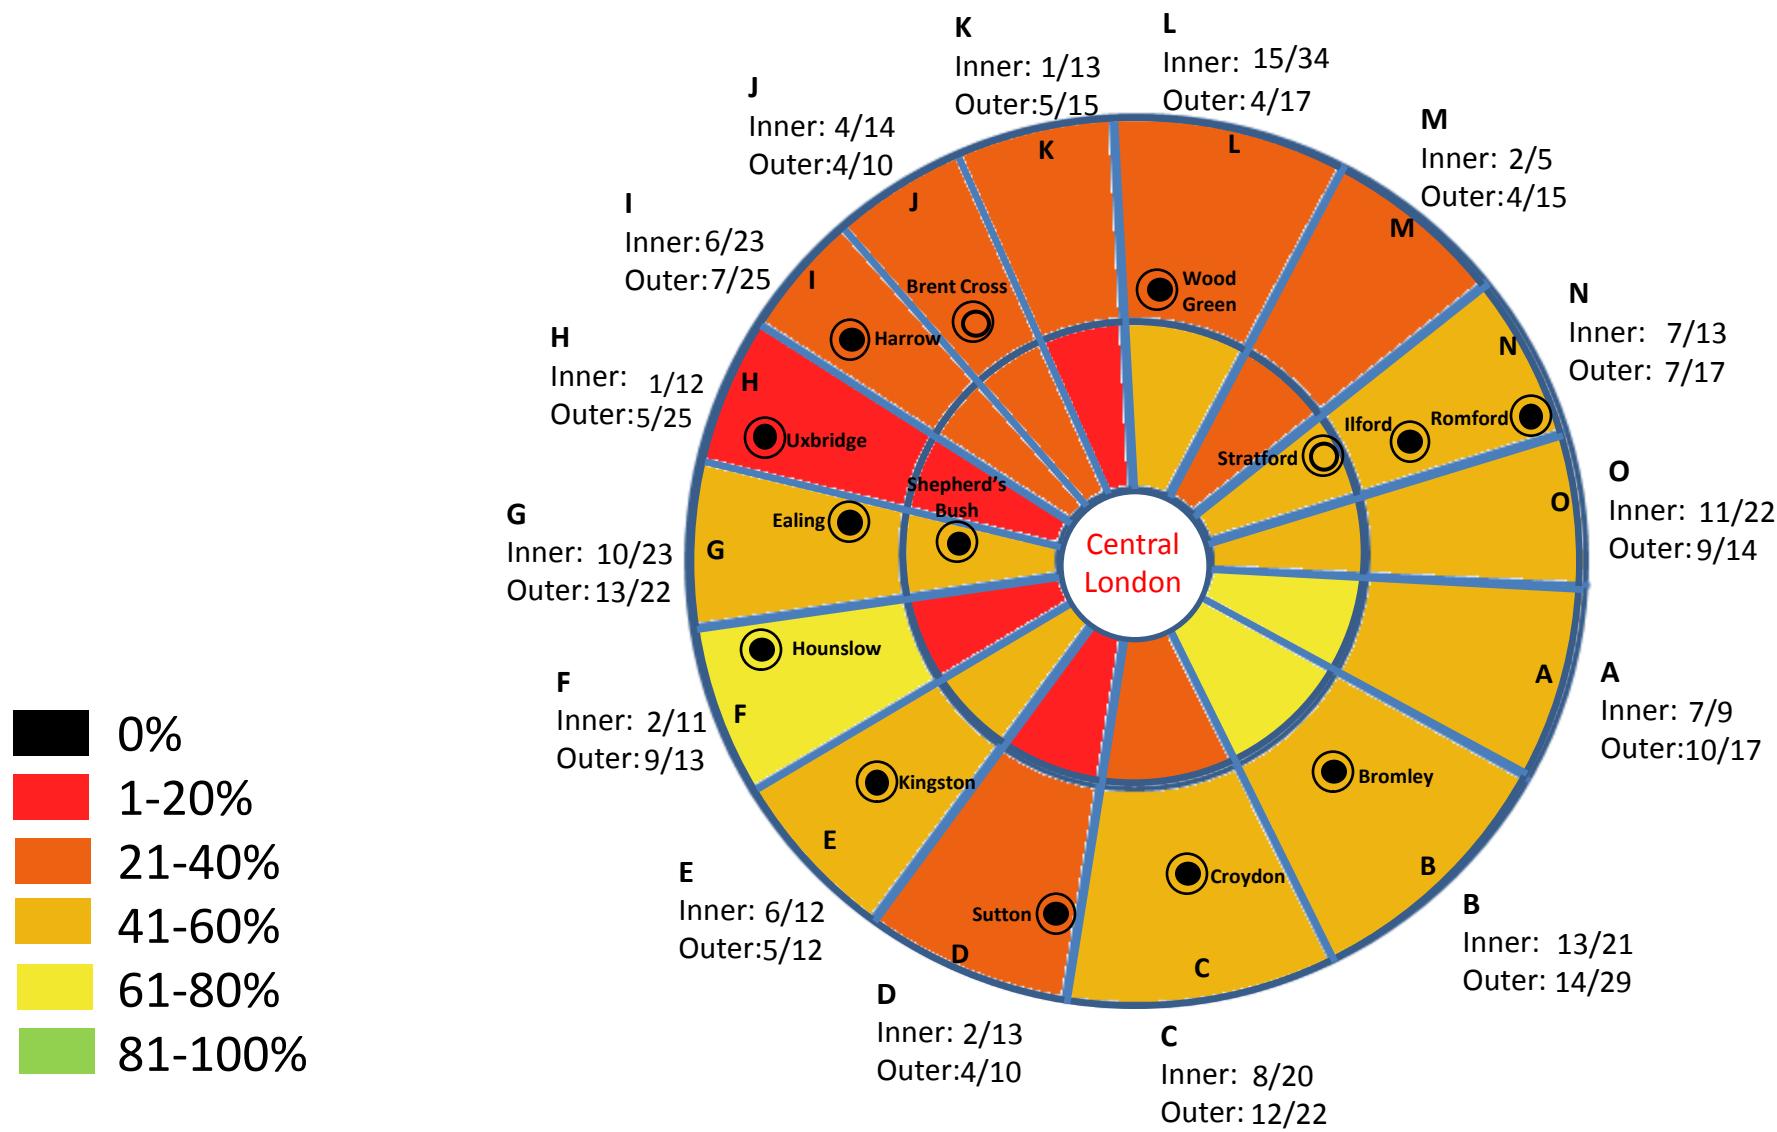 K
Inner: 1/13
Outer:5/15
L
Inner: 15/34
Outer:4/17
J
Inner: 4/14
Outer:4/10
M
Inner: 2/5
Outer:4/15
I
Inner:6/23
Outer:7/25
N
Inner: 7/13
Outer: 7/17
H
Inner: 1/12
Outer:5/25
O
Inner: 11/22
Outer:9/14
G
Inner: 10/23
Outer:13/22
A
Inner: 7/9
Outer:10/17
F
Inner: 2/11
Outer:9/13
E
Inner: 6/12
Outer:5/12
B
Inner: 13/21
Outer: 14/29
D
Inner: 2/13
Outer:4/10
C
Inner: 8/20
Outer:12/22
K
L
J
M
I
N
H
O
G
A
F
E
B
D
C
Wood
Green
Brent Cross
Harrow
Ilford
Romford
Stratford
Uxbridge
Shepherd's
Bush
Ealing
Central
London
Hounslow
Kingston
Bromley
Croydon
Sutton
0%
1-20%
21-40%
41-60%
61-80%
81-100%